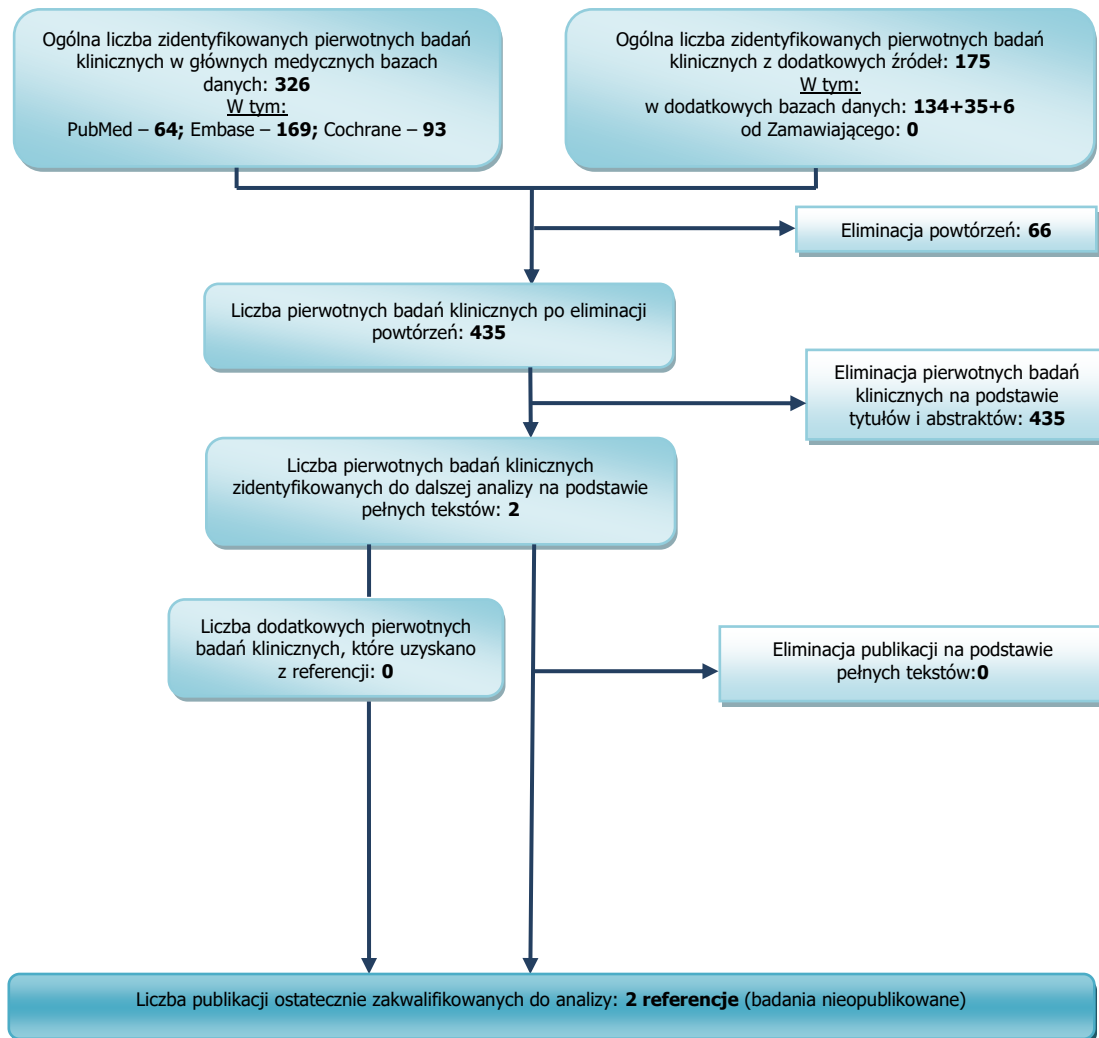 Ogólna liczba zidentyfikowanych pierwotnych badań
klinicznych w głównych medycznych bazach
danych: 326
W tym:
PubMed – 64; Embase – 169; Cochrane – 93
Ogólna liczba zidentyfikowanych pierwotnych badań
klinicznych z dodatkowych źródeł: 175
W tym:
w dodatkowych bazach danych: 134+35+6
od Zamawiającego: 0
Eliminacja powtórzeń: 66
Liczba pierwotnych badań klinicznych po eliminacji
powtórzeń: 435
Eliminacja pierwotnych badań
klinicznych na podstawie
tytułów i abstraktów: 435
Liczba pierwotnych badań klinicznych
zidentyfikowanych do dalszej analizy na podstawie
pełnych tekstów: 2
Liczba dodatkowych pierwotnych
badań klinicznych, które uzyskano
z referencji: 0
Eliminacja publikacji na podstawie
pełnych tekstów:0
Liczba publikacji ostatecznie zakwalifikowanych do analizy: 2 referencje (badania nieopublikowane)